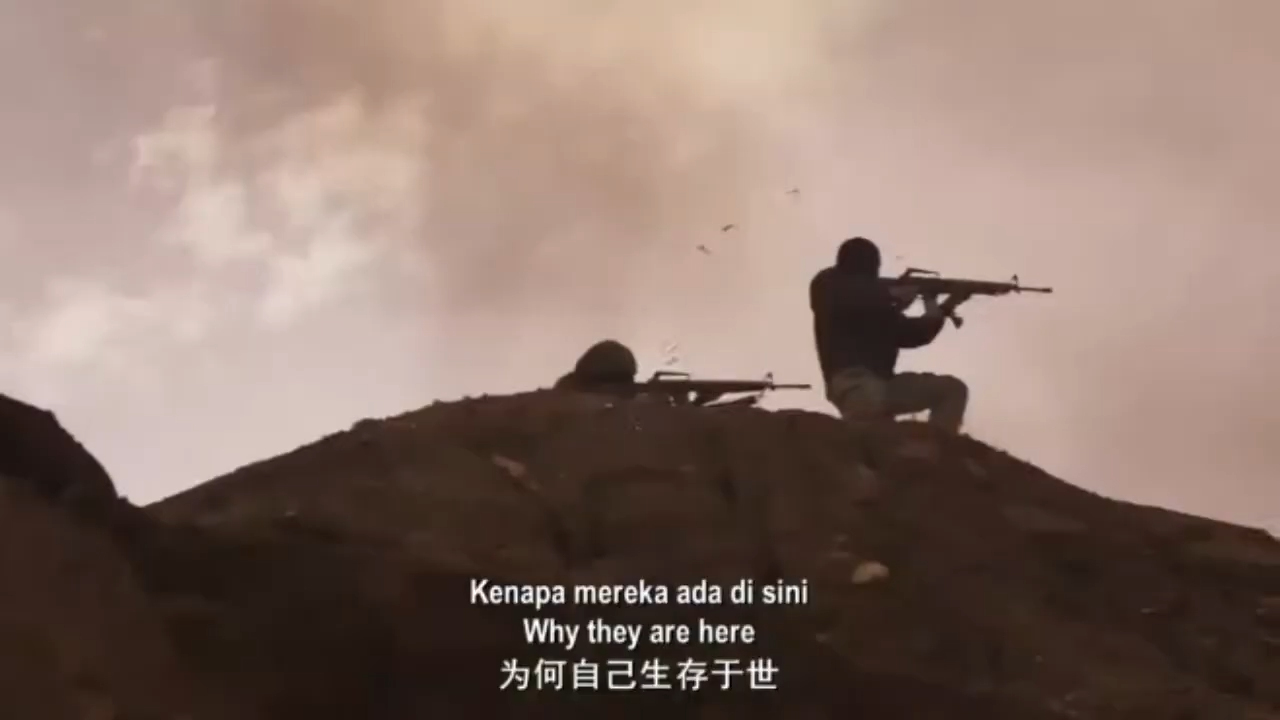 Kenapa mereka ada di sini
Why they are here
为何自己生存于世